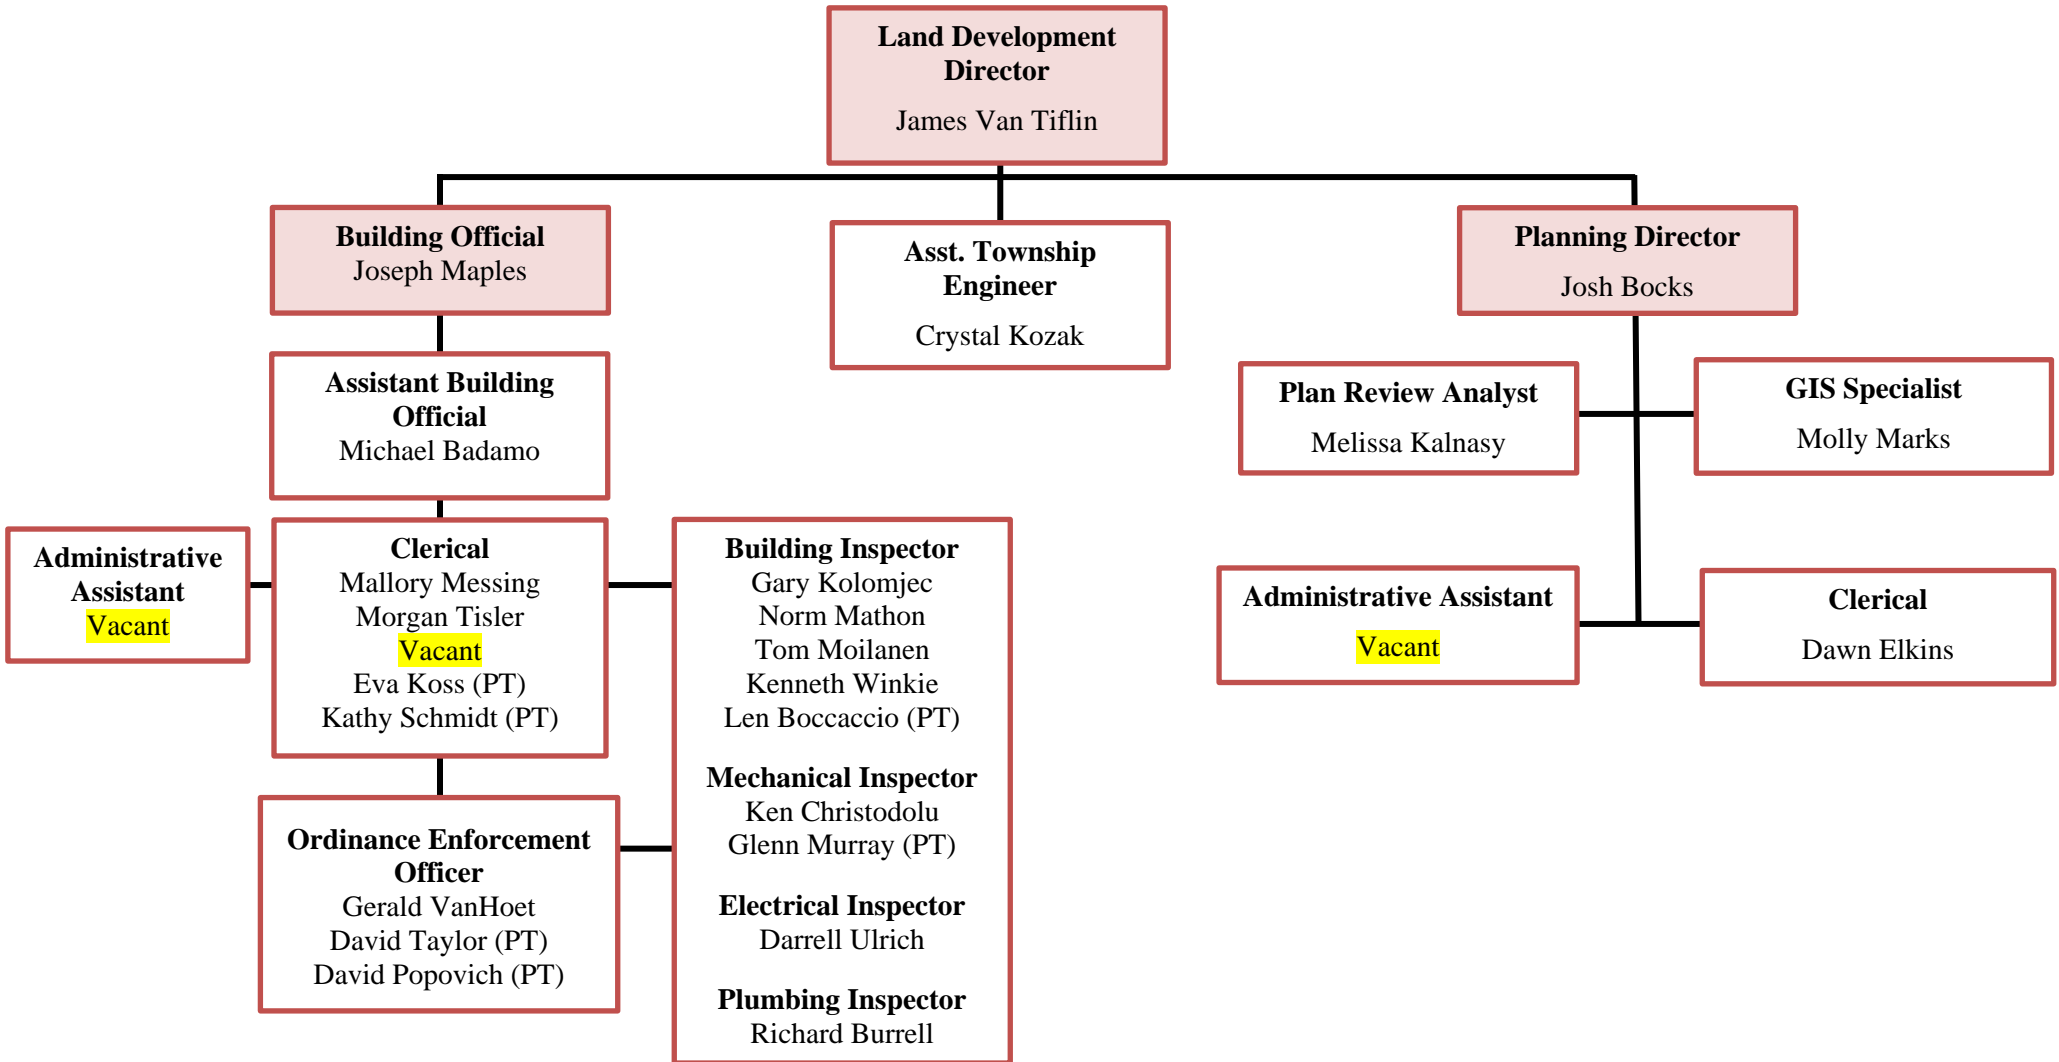 Land Development
Director
James Van Tiflin
Building Official
Joseph Maples
Asst. Township
Engineer
Crystal Kozak
Planning Director
Josh Bocks
Assistant Building
Official
Michael Badamo
Plan Review Analyst
Melissa Kalnasy
GIS Specialist
Molly Marks
Administrative
Assistant
Vacant
Clerical
Mallory Messing
Morgan Tisler
Vacant
Eva Koss (PT)
Kathy Schmidt (PT)
Building Inspector
Gary Kolomjec
Norm Mathon
Tom Moilanen
Kenneth Winkie
Len Boccaccio (PT)
Mechanical Inspector
Ken Christodolu
Glenn Murray (PT)
Electrical Inspector
Darrell Ulrich
Plumbing Inspector
Richard Burrell
Administrative Assistant
Vacant
Clerical
Dawn Elkins
Ordinance Enforcement
Officer
Gerald VanHoet
David Taylor (PT)
David Popovich (PT)